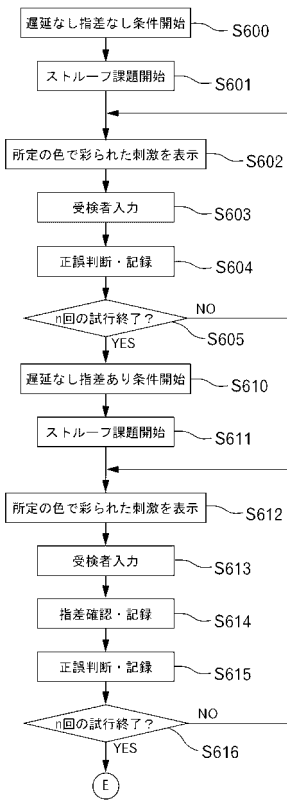 遅延なし指差なし条件開始
S600
ストループ課題開始
S601
所定の色で彩られた刺激を表示
S602
受検者入力
S603
正誤判断・記録
S604
n回の試行終了？
NO
S605
YES
遅延なし指差あり条件開始
S610
ストループ課題開始
S611
所定の色で彩られた刺激を表示
S612
受検者入力
S613
指差確認・記録
S614
正誤判断・記録
S615
n回の試行終了？
NO
YES
S616
E